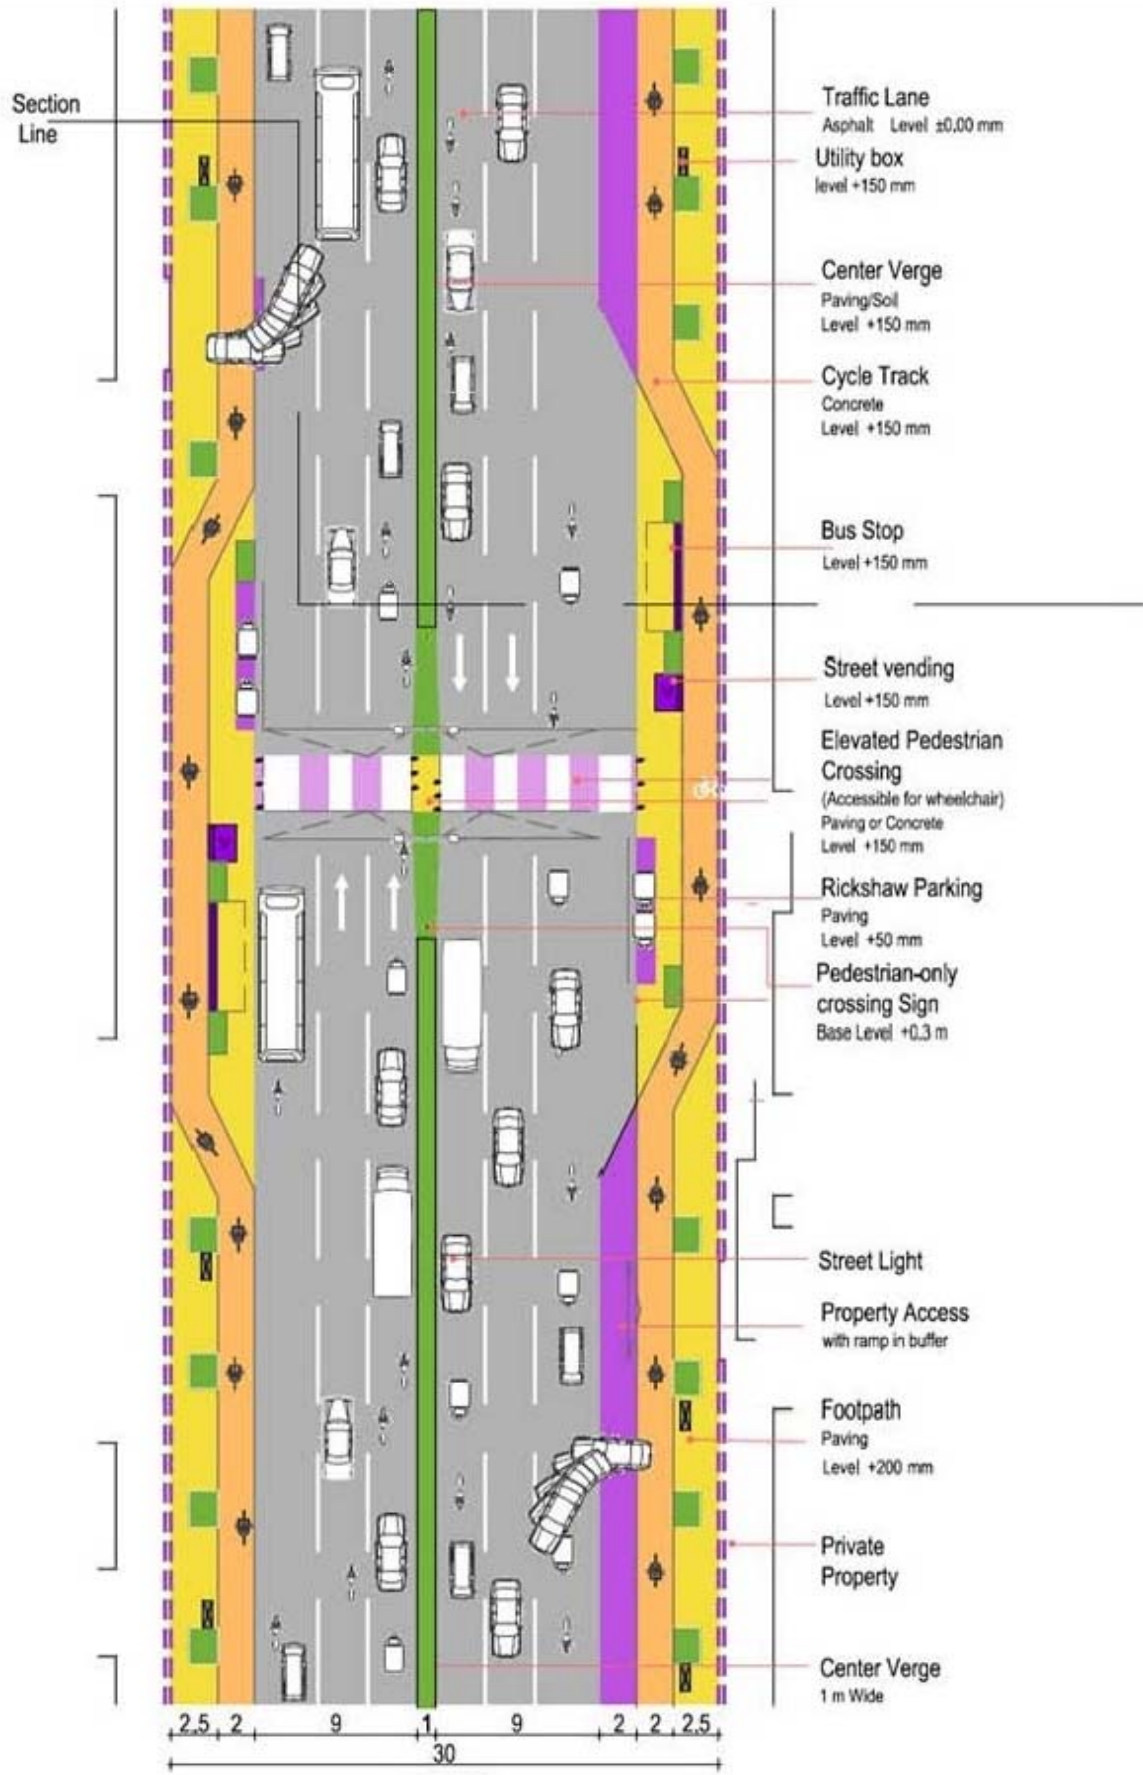 Section
Line
Traffic Lane
Asphalt Level ±0.00 mm
Utility box
level +150 mm
Center Verge
Paving/Soil
Level +150 mm
Cycle Track
Concrete
Level +150 mm
Bus Stop
Level +150 mm
Street vending
Level +150 mm
Elevated Pedestrian
Crossing
(Accessible for wheelchair)
Paving or Concrete
Level +150 mm
Rickshaw Parking
Paving
Level +50 mm
Pedestrian-only
crossing Sign
Base Level +0.3 m
Street Light
Property Access
with ramp in buffer
Footpath
Paving
Level +200 mm
Private
Property
Center Verge
1 m Wide
2.5 2 9 1 9 2 2 2.5
30